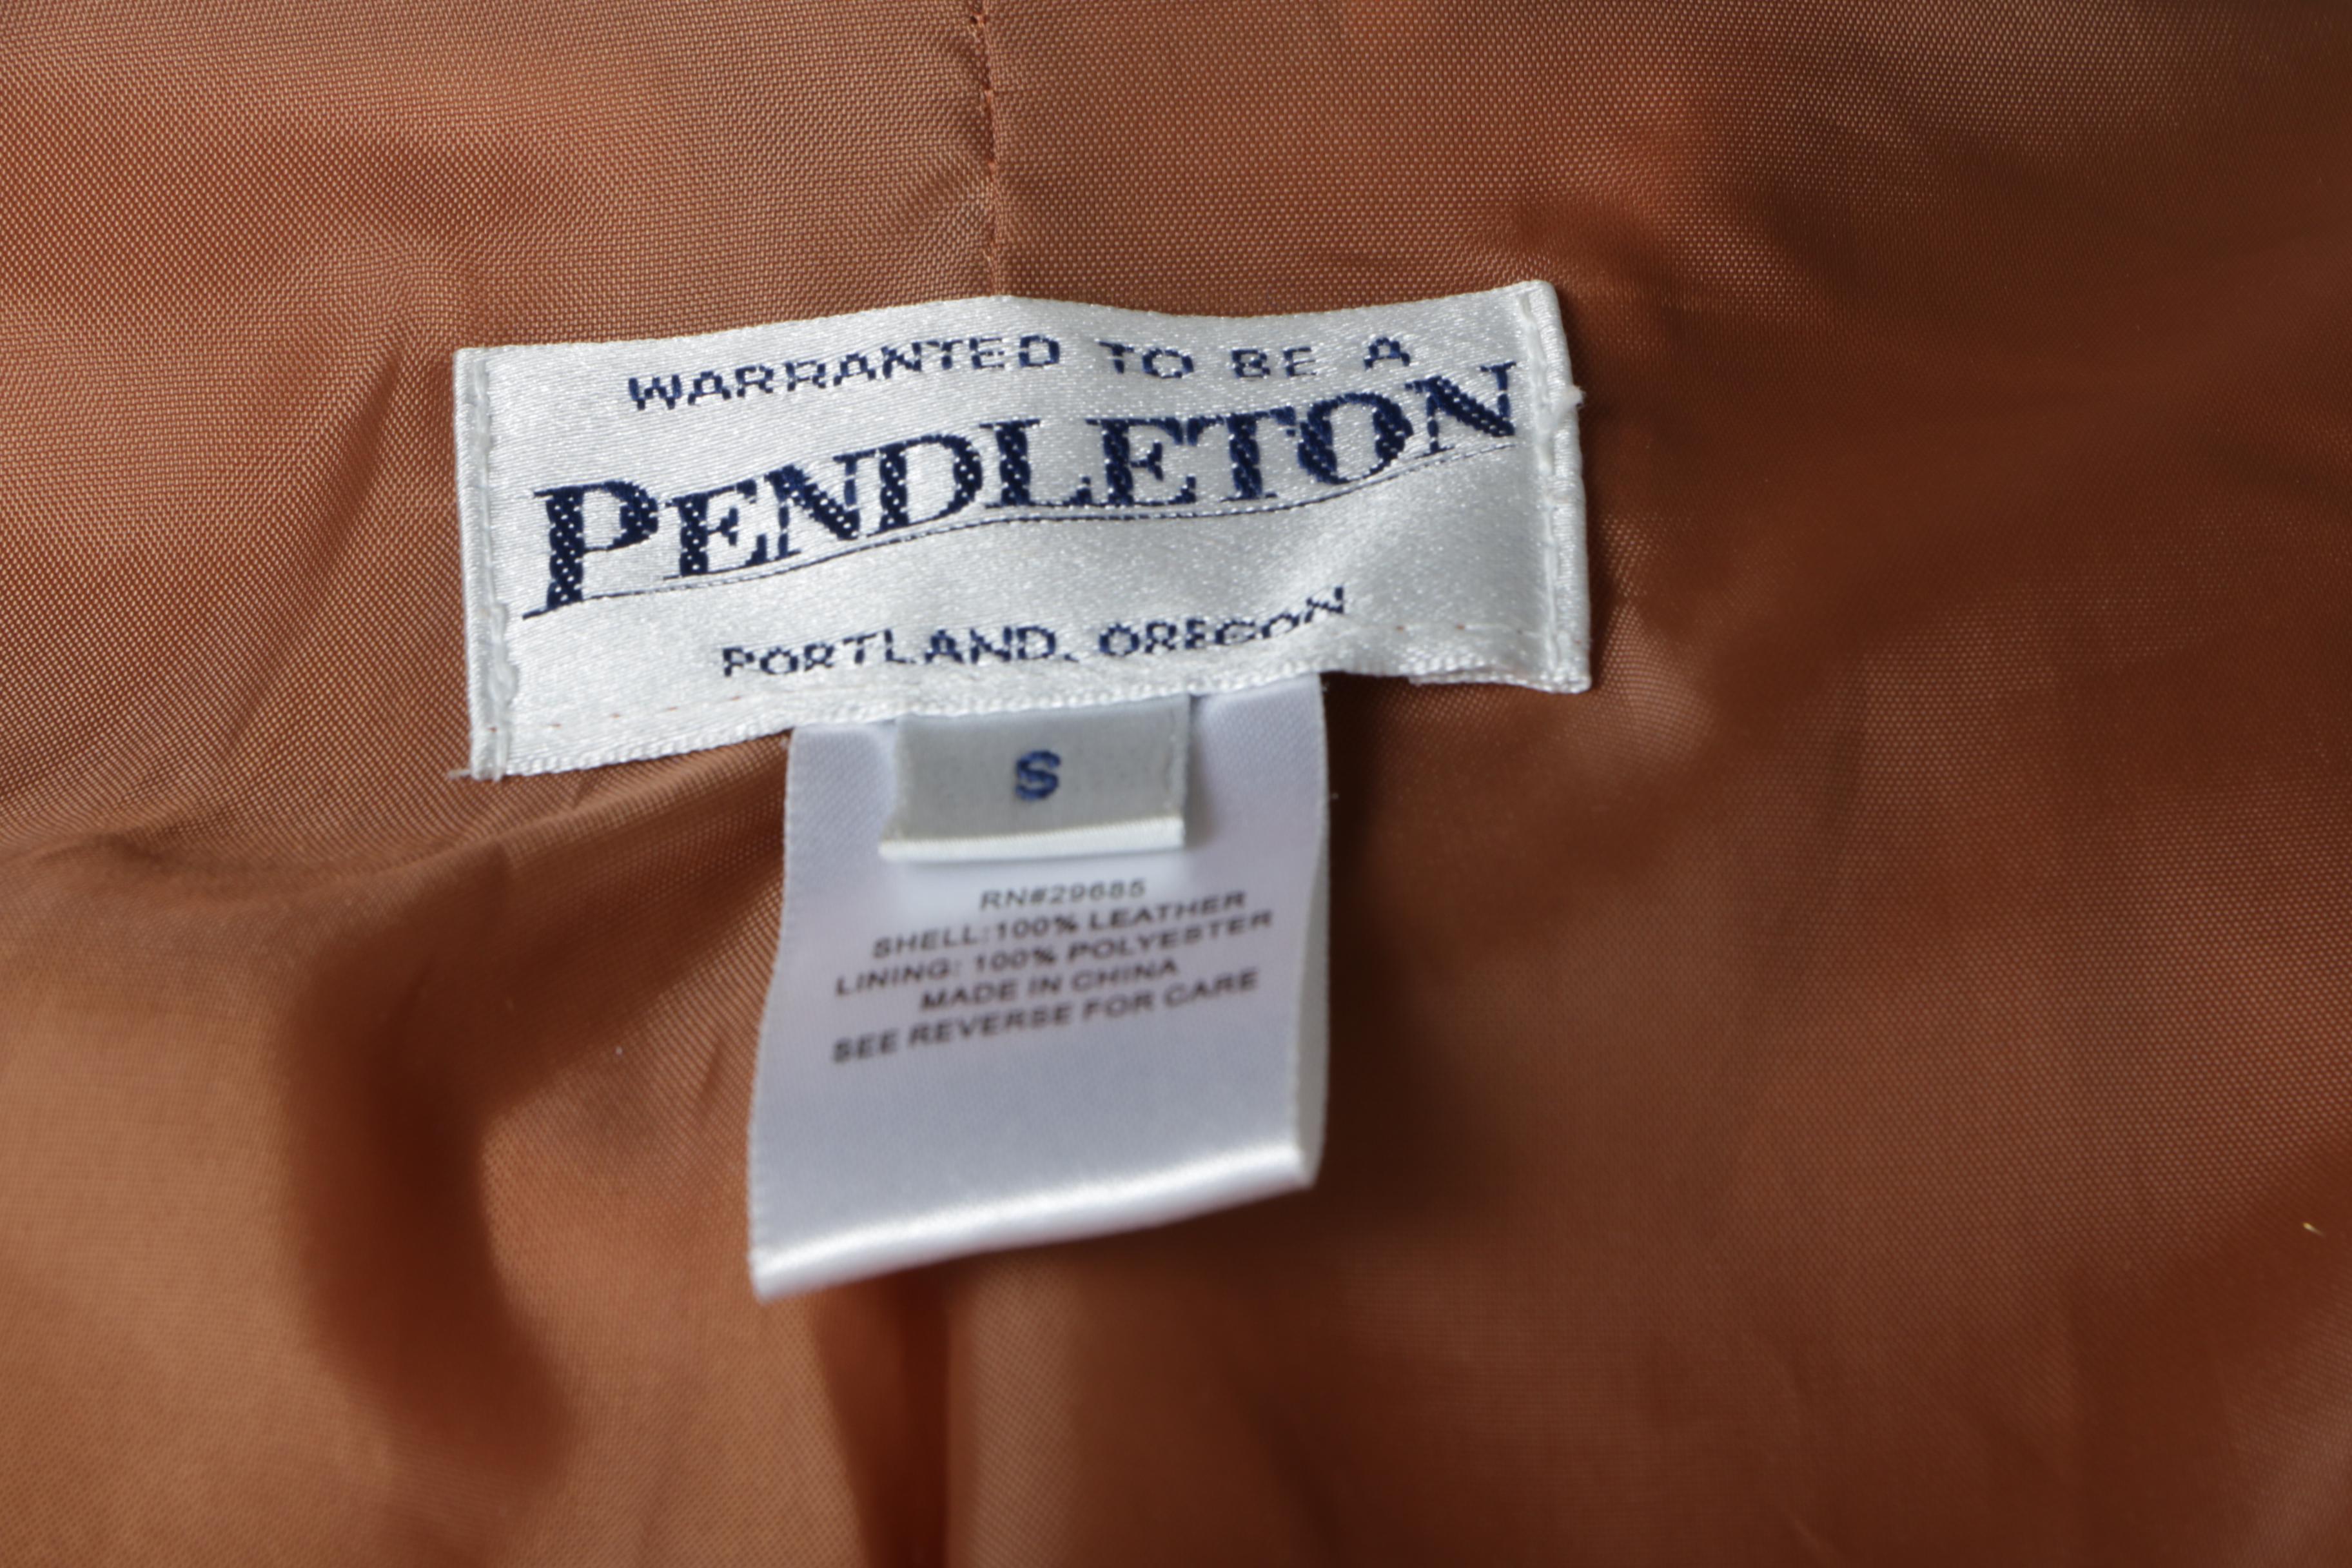 WARRANTED TO BE A
PENDLETON
PORTLAND, OREGON
S
RN#29685
SHELL:100% LEATHER
LINING: 100% POLYESTER
MADE IN CHINA
SEE REVERSE FOR CARE